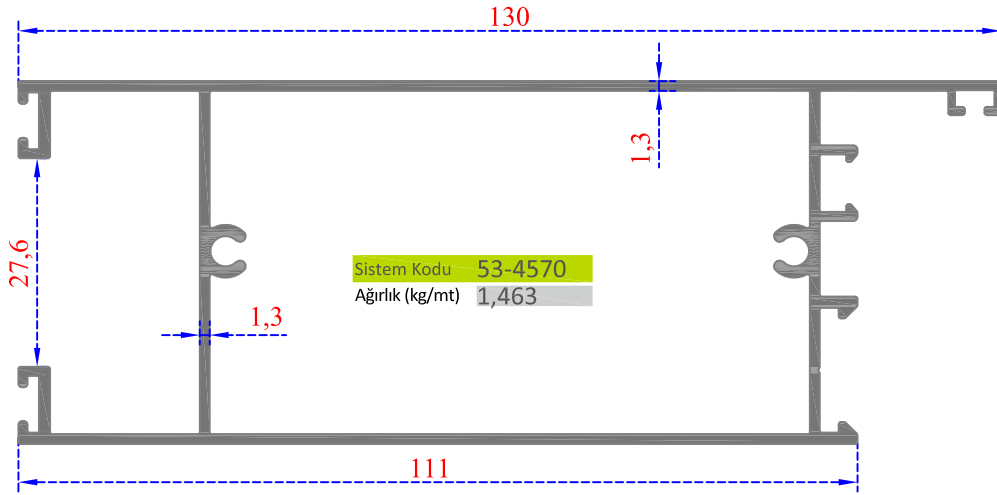 130
1,3
27,6
Sistem Kodu 53-4570
Ağırlık (kg/mt) 1,463
1,3
111